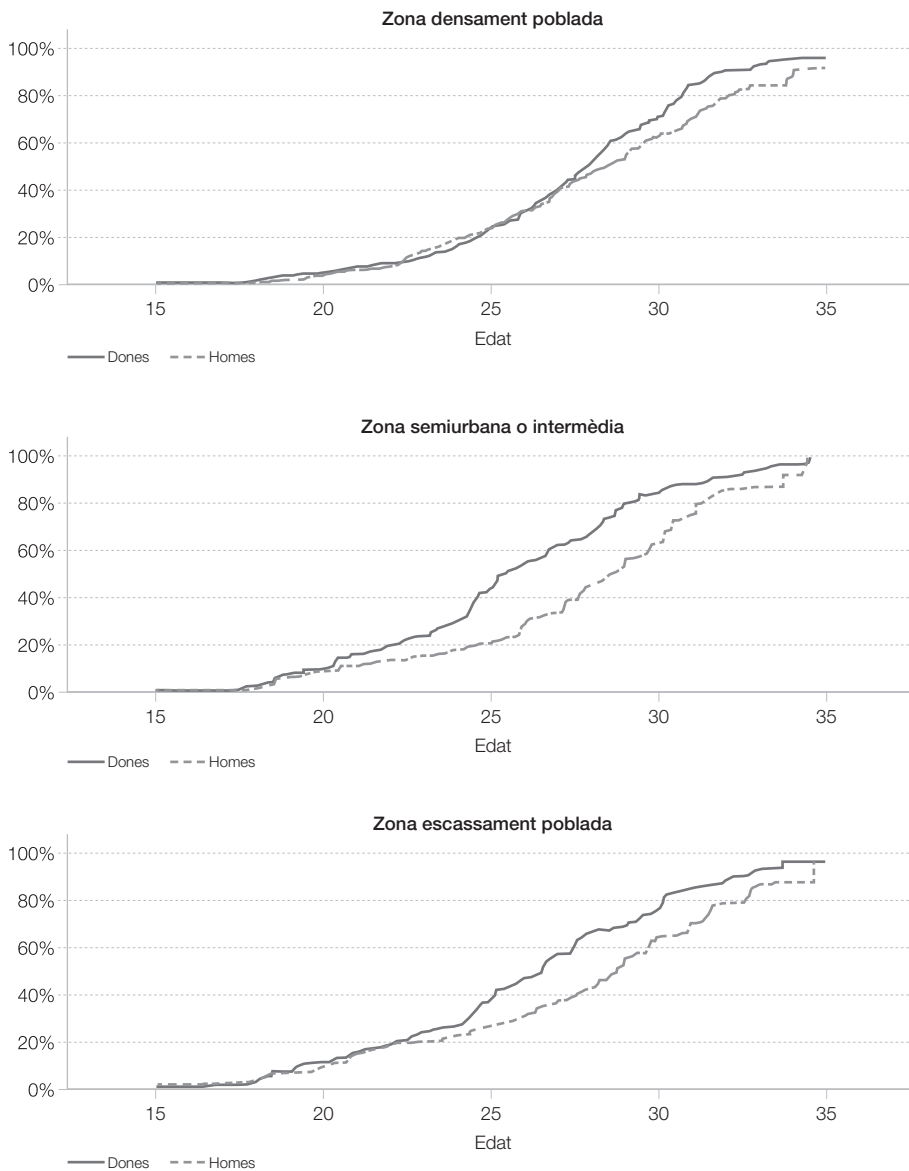 Zona densament poblada
100%
80%
60%
40%
20%
0%
15 20 25 30 35
Edat
Dones Homes
Zona semiurbana o intermèdia
100%
80%
60%
40%
20%
0%
15 20 25 30 35
Edat
Dones Homes
Zona escassament poblada
100%
80%
60%
40%
20%
0%
15 20 25 30 35
Edat
Dones Homes